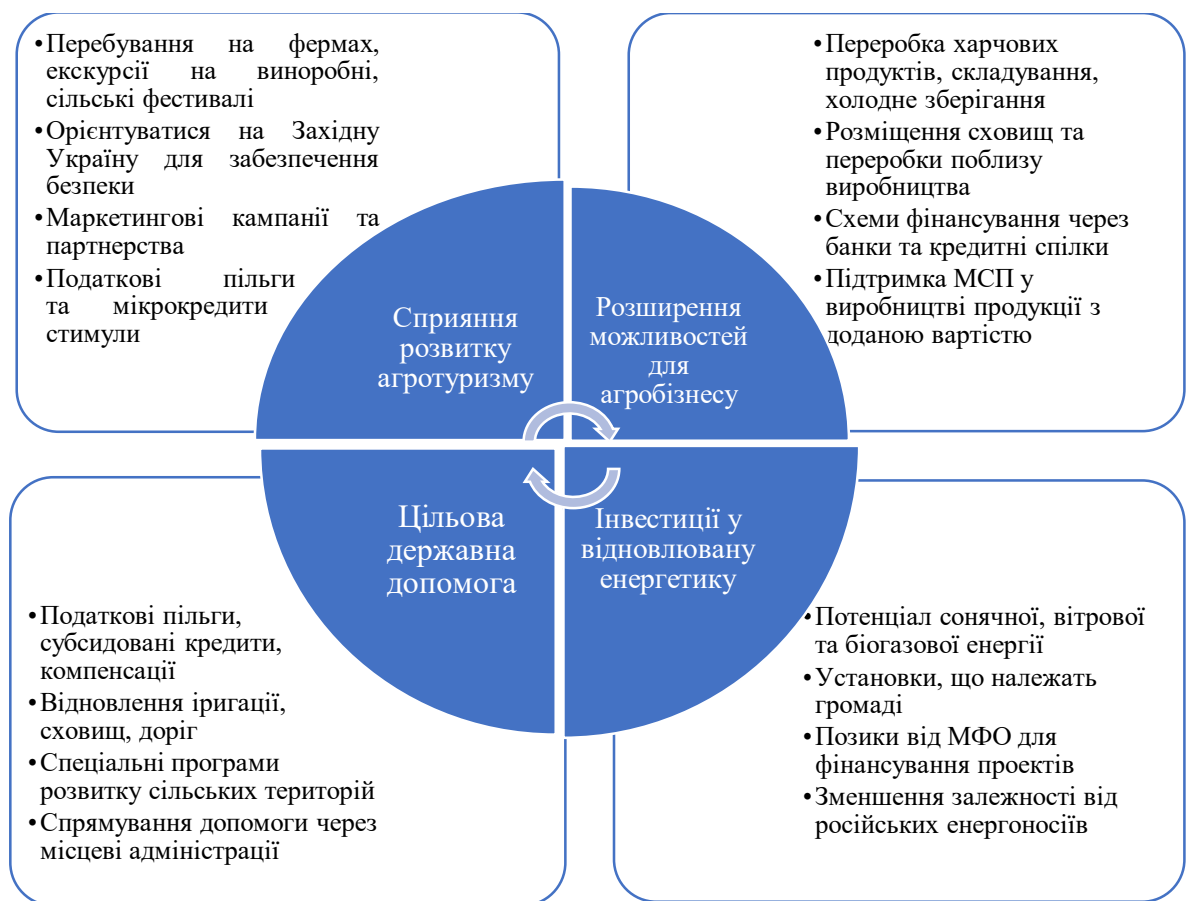 •Перебування на фермах,
екскурсії на виноробні,
сільські фестивалі
•Орієнтуватися на Західну
Україну для забезпечення
безпеки
•Маркетингові кампанії та
партнерства
•Податкові пільги
та мікрокредити
стимули
•Переробка харчових
продуктів, складування,
холодне зберігання
•Розміщення сховищ та
переробки поблизу
виробництва
•Схеми фінансування через
банки та кредитні спілки
•Підтримка МСП у
виробництві продукції з
доданою вартістю
Сприяння
розвитку
агротуризму
Розширення
можливостей
для
агробізнесу
Цільова
державна
допомога
Інвестиції у
відновлювану
енергетику
•Податкові пільги,
субсидовані кредити,
компенсації
•Відновлення іригації,
сховищ, доріг
•Спеціальні програми
розвитку сільських територій
•Спрямування допомоги через
місцеві адміністрації
•Потенціал сонячної, вітрової
та біогазової енергії
•Установки, що належать
громаді
•Позики від МФО для
фінансування проектів
•Зменшення залежності від
російських енергоносіїв